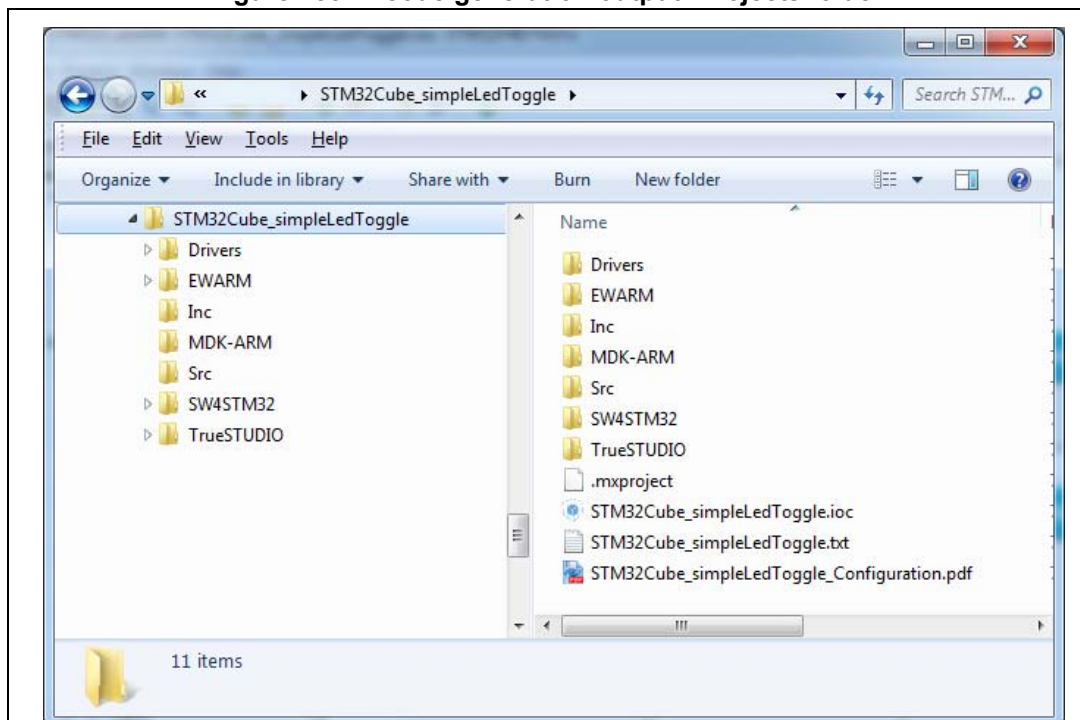 « STM32Cube_simpleLedToggle Search STM...
File Edit View Tools Help
Organize Include in library Share with Burn New folder
STM32Cube_simpleLedToggle
Drivers
EWARM
Inc
MDK-ARM
Src
SW4STM32
TrueSTUDIO
Name
Drivers
EWARM
Inc
MDK-ARM
Src
SW4STM32
TrueSTUDIO
.mxproject
STM32Cube_simpleLedToggle.ioc
STM32Cube_simpleLedToggle.txt
STM32Cube_simpleLedToggle_Configuration.pdf
11 items